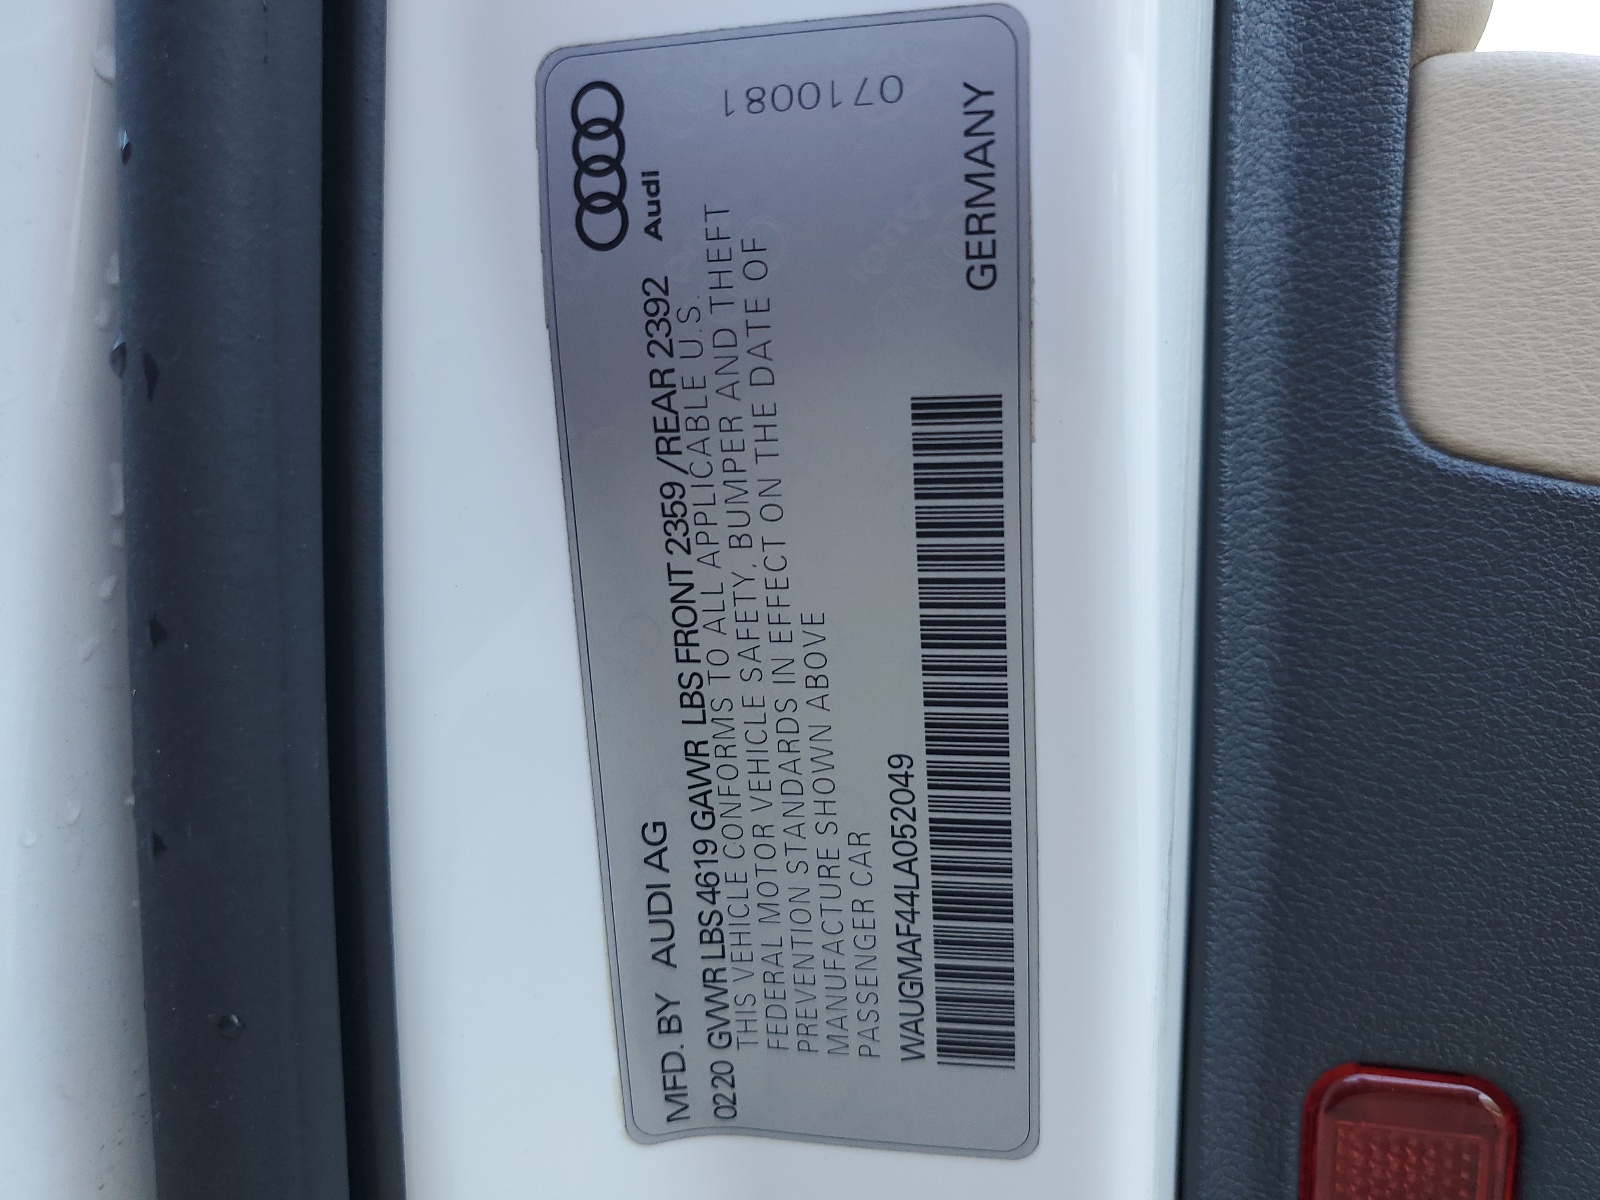 MFD. BY AUDI AG
0220 GVWR LBS 4619 GAWR LBS FRONT 2359 /REAR 2392
Audi
THIS VEHICLE CONFORMS TO ALL APPLICABLE U.S.
FEDERAL MOTOR VEHICLE SAFETY, BUMPER AND THEFT
PREVENTION STANDARDS IN EFFECT ON THE DATE OF
MANUFACTURE SHOWN ABOVE
PASSENGER CAR
0710081
WAUGMAF44LA052049
GERMANY